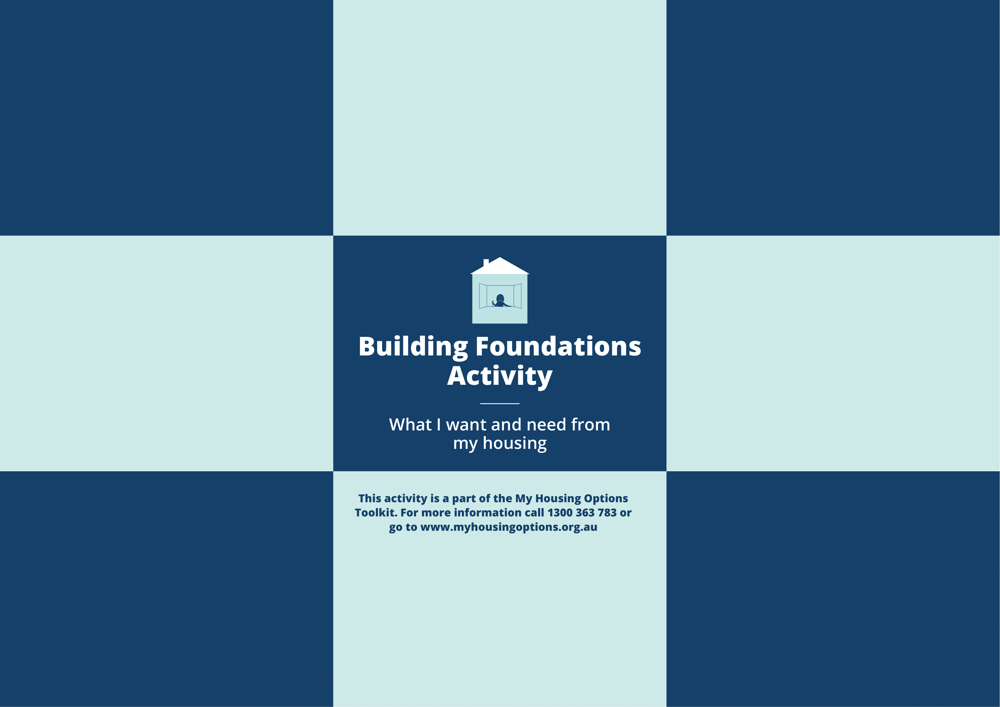 Building Foundations
Activity
What I want and need from
my housing
This activity is a part of the My Housing Options
Toolkit. For more information call 1300 363 783 or
go to www.myhousingoptions.org.au